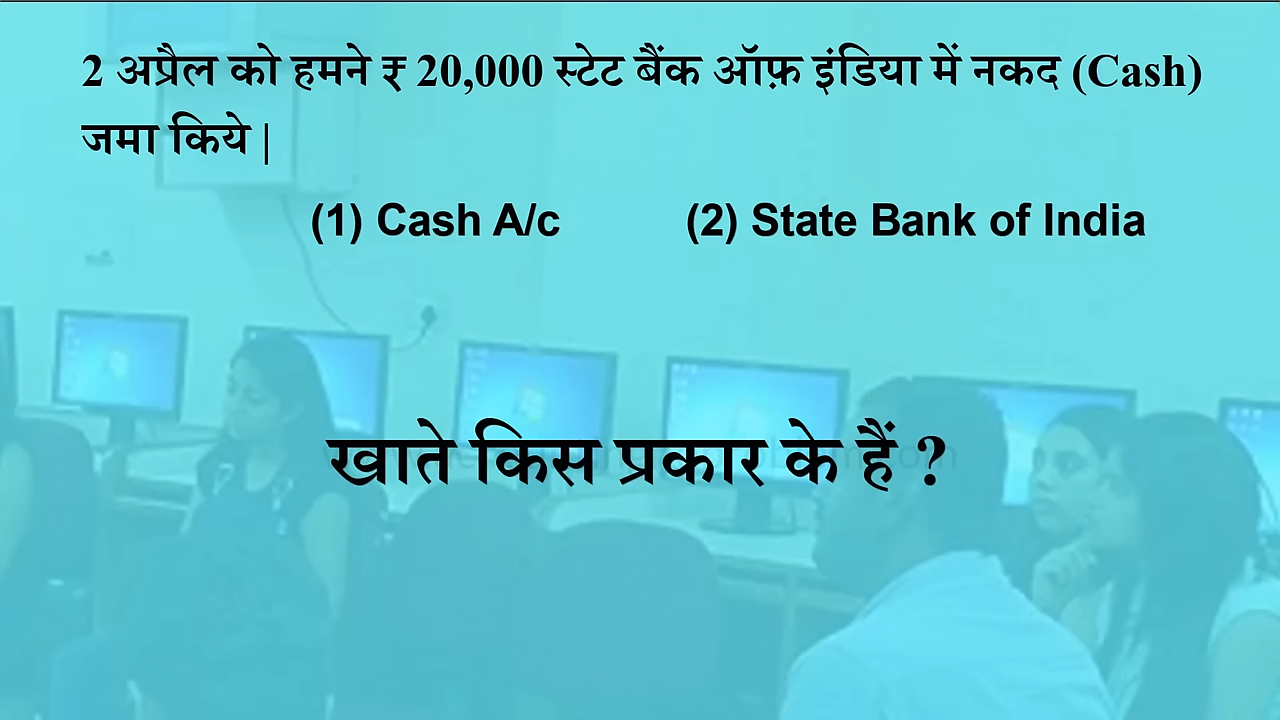 2 अप्रैल को हमने ₹ 20,000 स्टेट बैंक ऑफ़ इंडिया में नकद (Cash)
जमा किये |
(1) Cash A/c (2) State Bank of India
खाते किस प्रकार के हैं ?